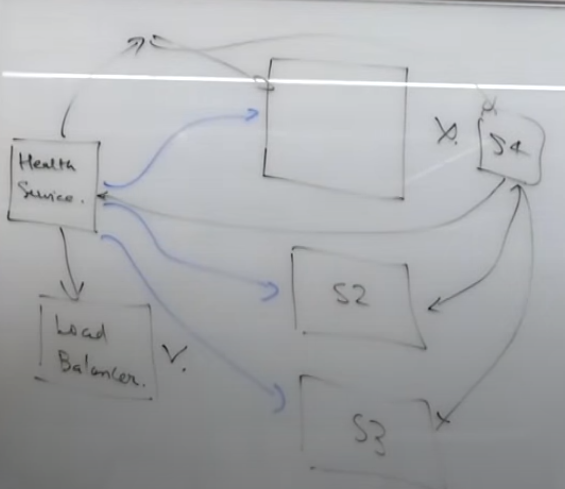 Health
Service.
S4
S2
Load
Balancer.
V.
S3